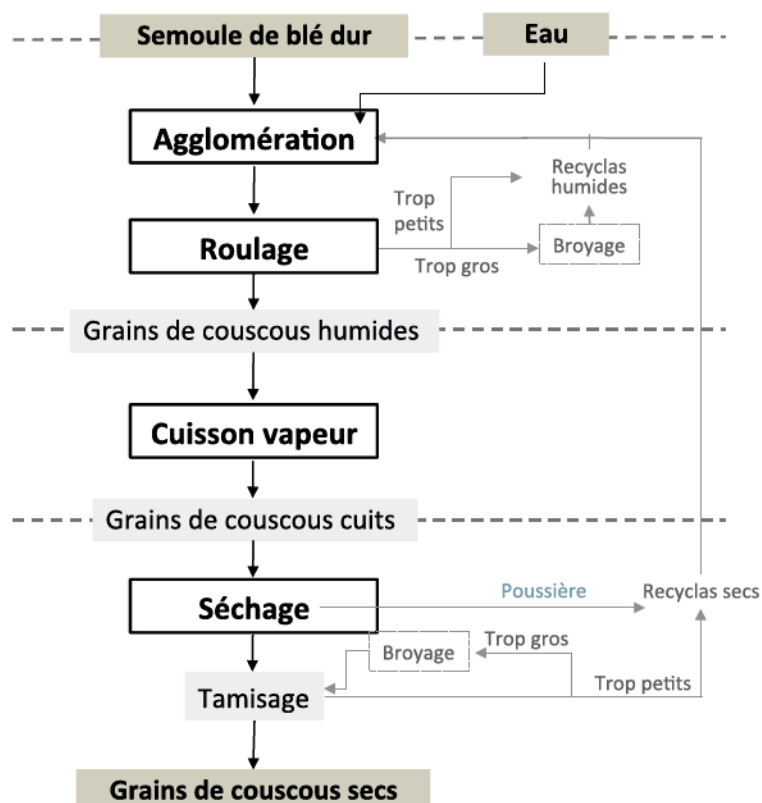 Semoule de blé dur
Eau
Agglomération
Recyclas
humides
Trop
petits
Roulage
Broyage
Trop gros
Grains de couscous humides
Cuisson vapeur
Grains de couscous cuits
Séchage
Poussière
Recyclas secs
Broyage
Trop gros
Tamisage
Trop petits
Grains de couscous secs